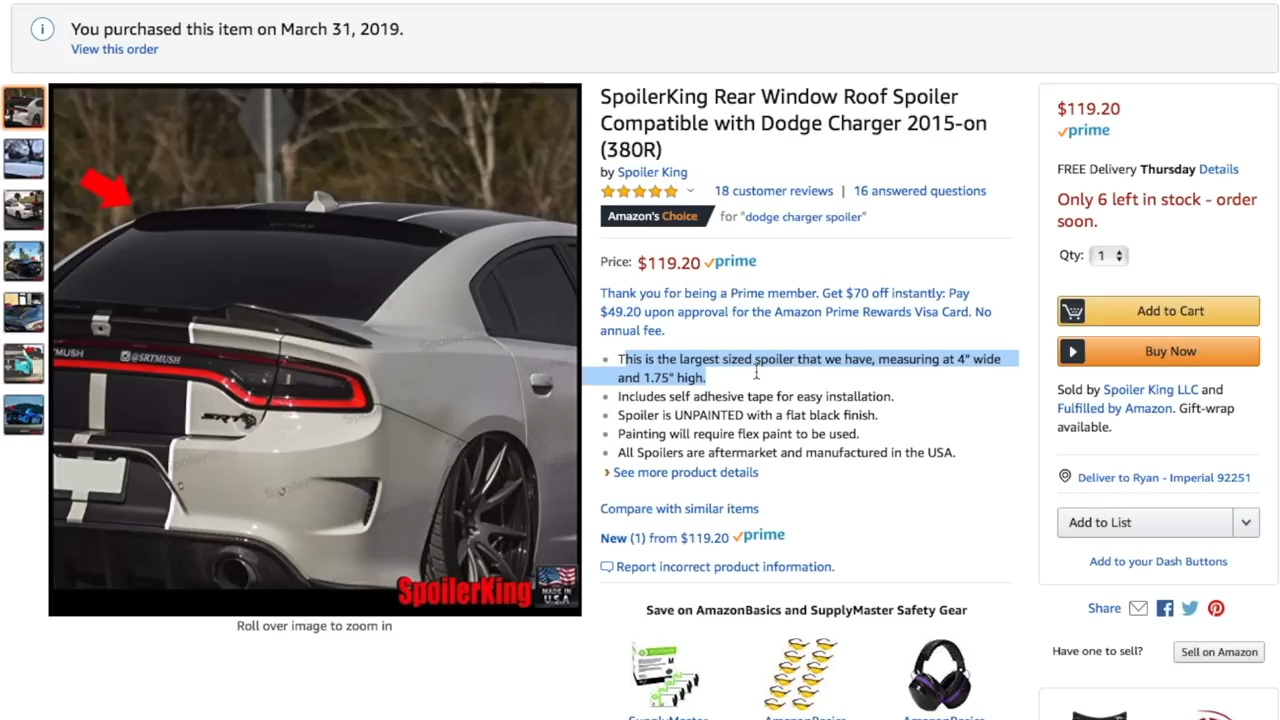 You purchased this item on March 31, 2019.
View this order
SpoilerKing Rear Window Roof Spoiler
Compatible with Dodge Charger 2015-on
(380R)
by Spoiler King
18 customer reviews | 16 answered questions
Amazon's Choice for "dodge charger spoiler"
Price: $119.20 prime
Thank you for being a Prime member. Get $70 off instantly: Pay
$49.20 upon approval for the Amazon Prime Rewards Visa Card. No
annual fee.
This is the largest sized spoiler that we have, measuring at 4" wide
and 1.75" high.
Includes self adhesive tape for easy installation.
Spoiler is UNPAINTED with a flat black finish.
Painting will require flex paint to be used.
All Spoilers are aftermarket and manufactured in the USA.
See more product details
Compare with similar items
New (1) from $119.20 prime
Report incorrect product information.
Save on AmazonBasics and SupplyMaster Safety Gear
SupplyMaster AmazonBasics AmazonBasics
MUSH @SRTMUSH
SRT
SpoilerKing
MADE IN
U.S.A
Roll over image to zoom in
$119.20
prime
FREE Delivery Thursday Details
Only 6 left in stock - order
soon.
Qty: 1
Add to Cart
Buy Now
Sold by Spoiler King LLC and
Fulfilled by Amazon. Gift-wrap
available.
Deliver to Ryan - Imperial 92251
Add to List
Add to your Dash Buttons
Share
Have one to sell? Sell on Amazon